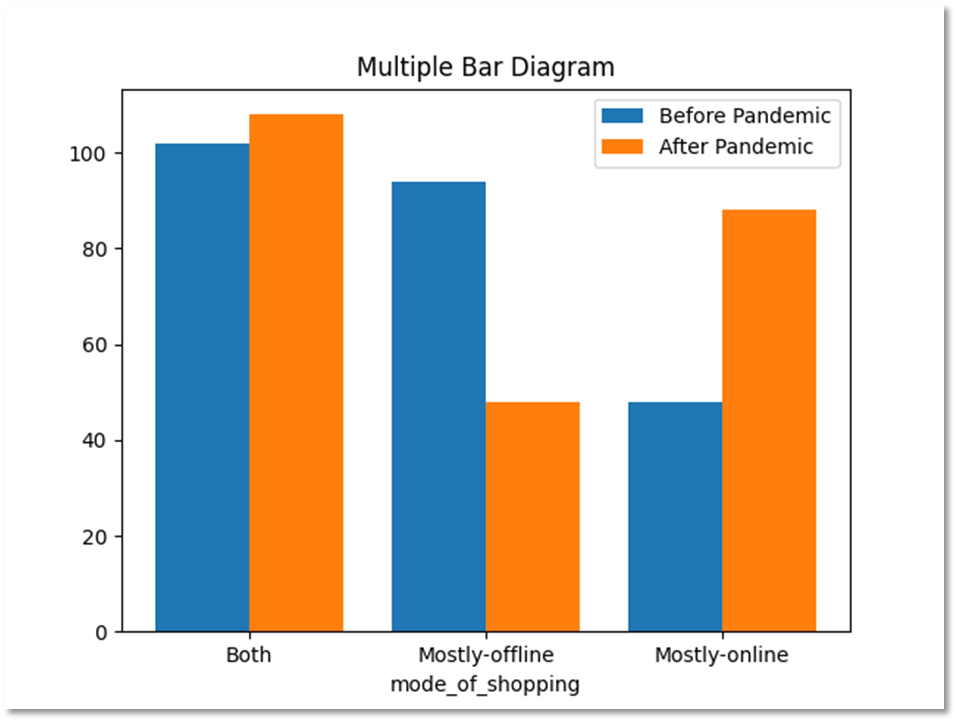 Multiple Bar Diagram
Before Pandemic
After Pandemic
100
80
60
40
20
0
Both Mostly-offline Mostly-online
mode_of_shopping